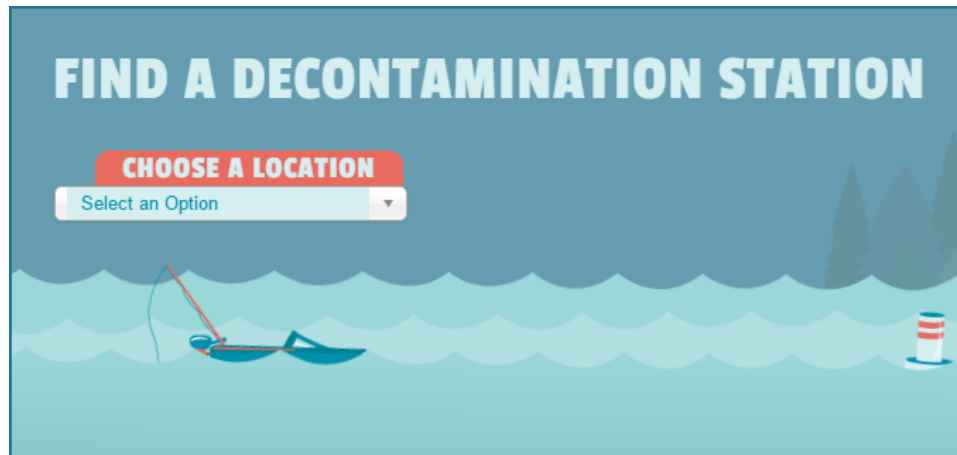 FIND A DECONTAMINATION STATION
CHOOSE A LOCATION
Select an Option